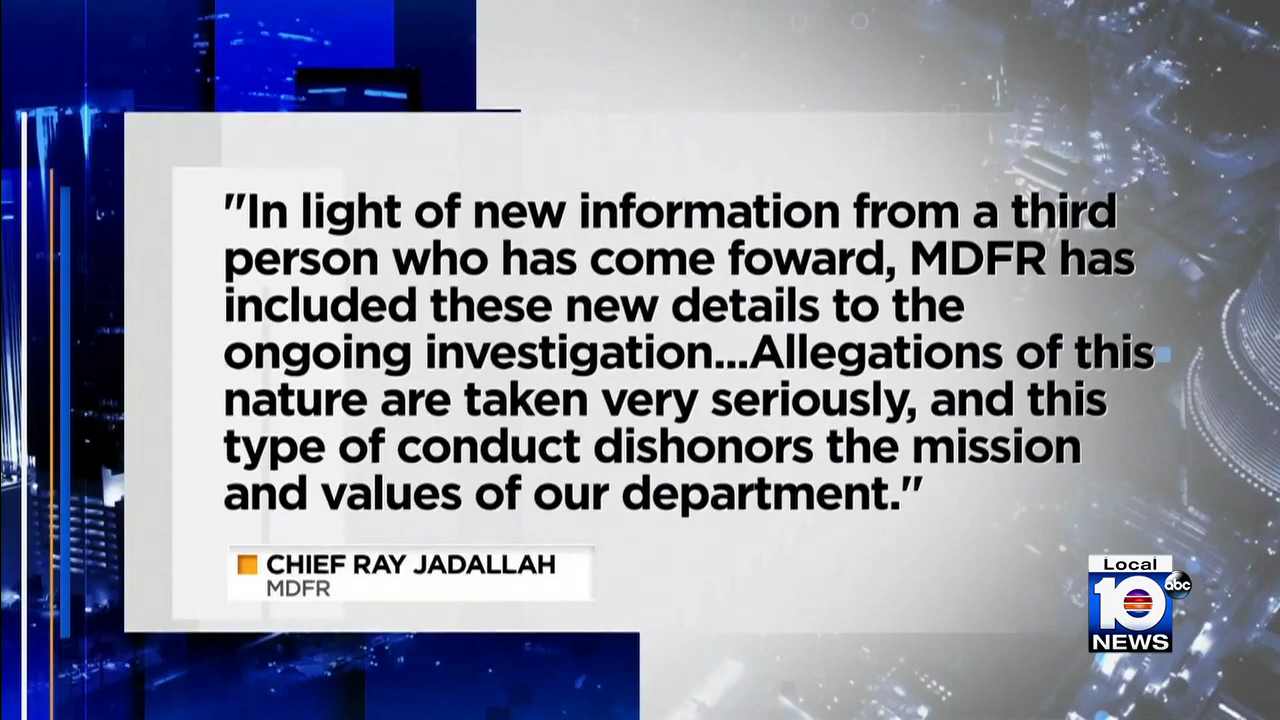 "In light of new information from a third
person who has come foward, MDFR has
included these new details to the
ongoing investigation...Allegations of this
nature are taken very seriously, and this
type of conduct dishonors the mission
and values of our department."
CHIEF RAY JADALLAH
MDFR
Local
10 abc
NEWS